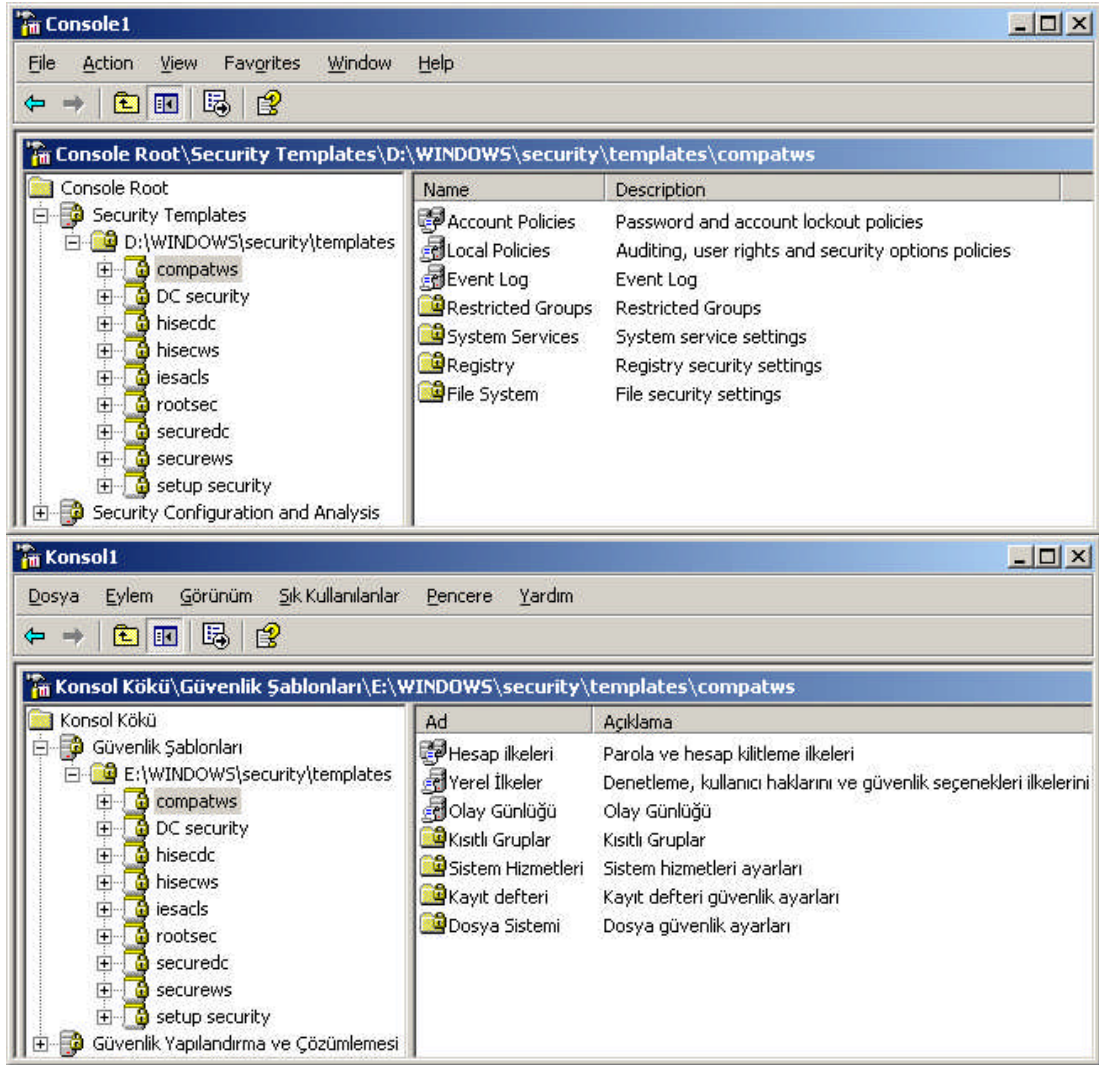 Console1
File Action View Favorites Window Help
Console Root\Security Templates\D:\WINDOWS\security\templates\compatws
Console Root
Security Templates
D:\WINDOWS\security\templates
compatws
DC security
hisecdc
hisecws
iesacls
rootsec
securedc
securews
setup security
Security Configuration and Analysis
Name Description
Account Policies Password and account lockout policies
Local Policies Auditing, user rights and security options policies
Event Log Event Log
Restricted Groups Restricted Groups
System Services System service settings
Registry Registry security settings
File System File security settings
Konsol1
Dosya Eylem Görünüm Sık Kullanılanlar Pencere Yardım
Konsol Kökü\Güvenlik Şablonları\E:\WINDOWS\security\templates\compatws
Konsol Kökü
Güvenlik Şablonları
E:\WINDOWS\security\templates
compatws
DC security
hisecdc
hisecws
iesacls
rootsec
securedc
securews
setup security
Güvenlik Yapılandırma ve Çözümlemesi
Ad Açıklama
Hesap ilkeleri Parola ve hesap kilitleme ilkeleri
Yerel İlkeler Denetleme, kullanıcı haklarını ve güvenlik seçenekleri ilkelerini
Olay Günlüğü Olay Günlüğü
Kısıtlı Gruplar Kısıtlı Gruplar
Sistem Hizmetleri Sistem hizmetleri ayarları
Kayıt defteri Kayıt defteri güvenlik ayarları
Dosya Sistemi Dosya güvenlik ayarları